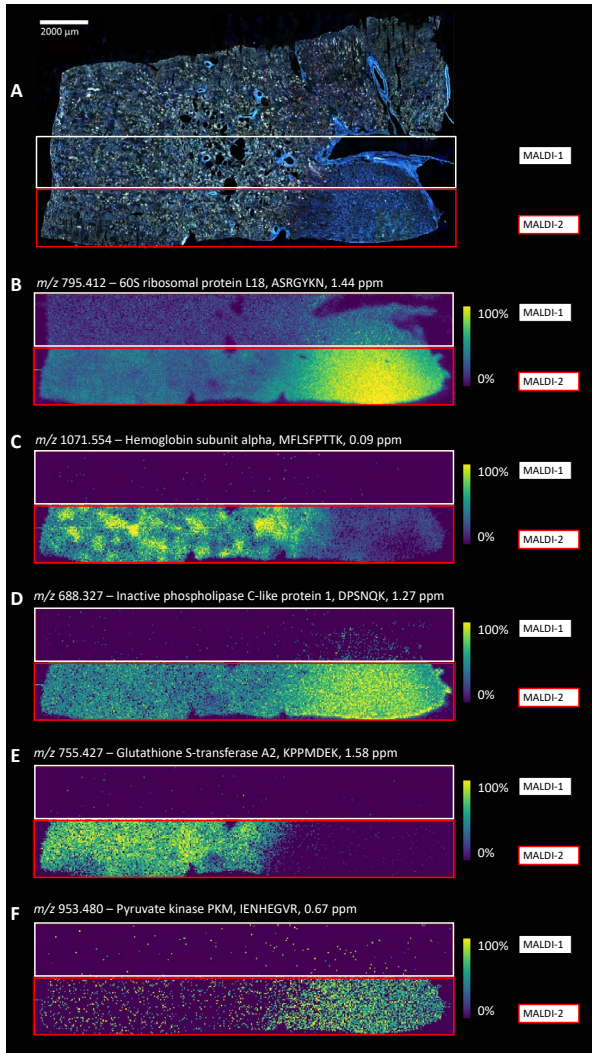 2000 µm
A
MALDI-1
MALDI-2
B
m/z 795.412 – 60S ribosomal protein L18, ASRGYKN, 1.44 ppm
100%
MALDI-1
0%
MALDI-2
C
m/z 1071.554 – Hemoglobin subunit alpha, MFLSFPTTK, 0.09 ppm
100%
MALDI-1
0%
MALDI-2
D
m/z 688.327 – Inactive phospholipase C-like protein 1, DPSNQK, 1.27 ppm
100%
MALDI-1
0%
MALDI-2
E
m/z 755.427 – Glutathione S-transferase A2, KPPMDEK, 1.58 ppm
100%
MALDI-1
0%
MALDI-2
F
m/z 953.480 – Pyruvate kinase PKM, IENHEGVR, 0.67 ppm
100%
MALDI-1
0%
MALDI-2